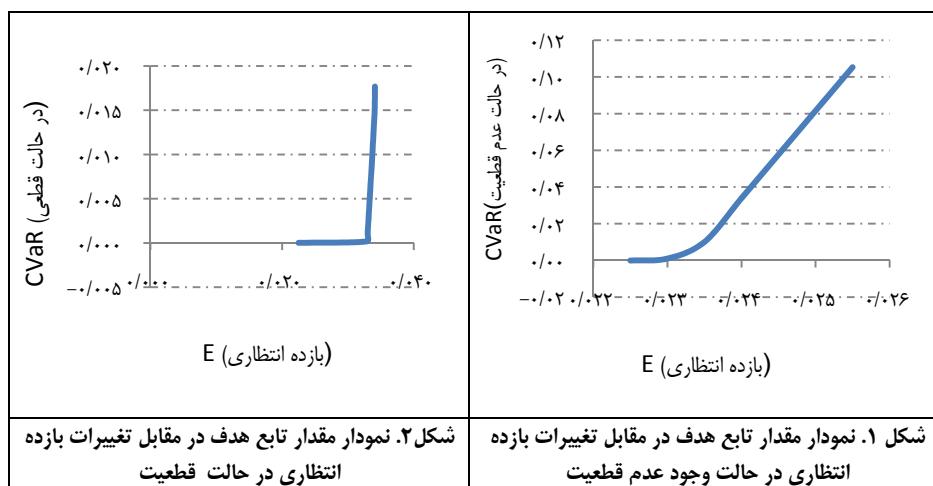 ۰/۱۲
۰/۱۰
۰/۰۸
۰/۰۶
۰/۰۴
۰/۰۲
۰/۰۰
−۰/۰۲
۰/۰۲۲
۰/۰۲۳
۰/۰۲۴
۰/۰۲۵
۰/۰۲۶
CVaR(در حالت عدم قطعیت)
E (بازده انتظاری)
شکل ۱. نمودار مقدار تابع هدف در مقابل تغییرات بازده
انتظاری در حالت وجود عدم قطعیت
۰/۰۲۰
۰/۰۱۵
۰/۰۱۰
۰/۰۰۵
۰/۰۰۰
−۰/۰۰۵
۰/۰۰۰
۰/۰۲۰
۰/۰۴۰
CVaR (در حالت قطعی)
E (بازده انتظاری)
شکل۲. نمودار مقدار تابع هدف در مقابل تغییرات بازده
انتظاری در حالت قطعیت